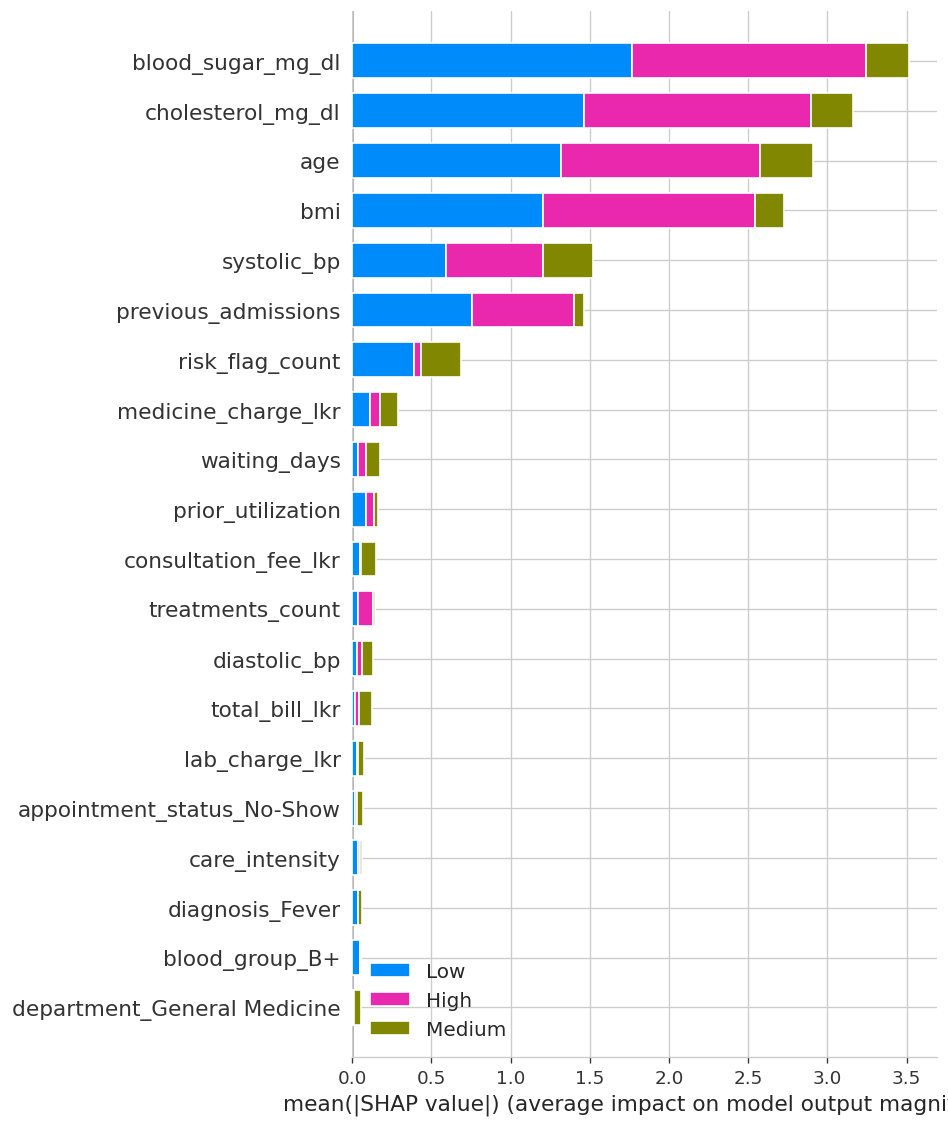 blood_sugar_mg_dl
cholesterol_mg_dl
age
bmi
systolic_bp
previous_admissions
risk_flag_count
medicine_charge_lkr
waiting_days
prior_utilization
consultation_fee_lkr
treatments_count
diastolic_bp
total_bill_lkr
lab_charge_lkr
appointment_status_No-Show
care_intensity
diagnosis_Fever
blood_group_B+
department_General Medicine
Low
High
Medium
0.0 0.5 1.0 1.5 2.0 2.5 3.0 3.5
mean(|SHAP value|) (average impact on model output magni